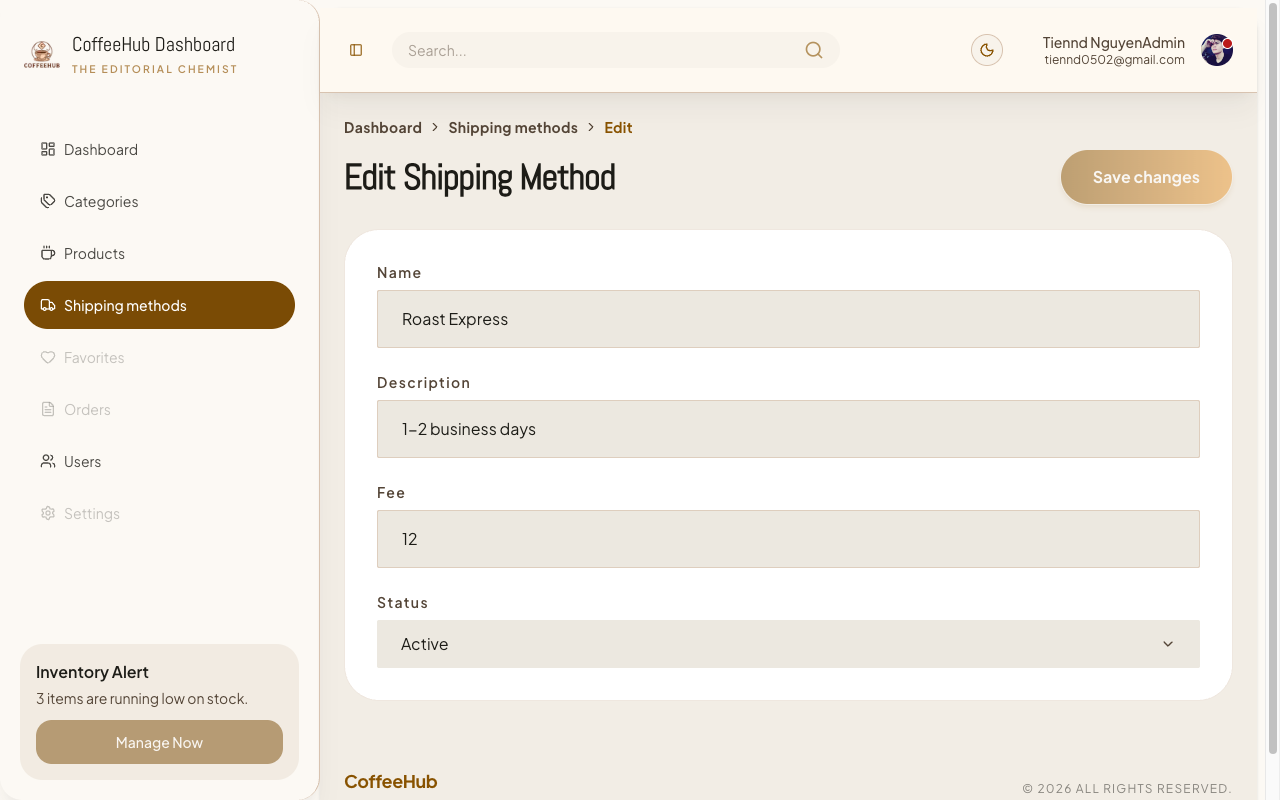 COFFEEHUB
CoffeeHub Dashboard
THE EDITORIAL CHEMIST
Dashboard
Categories
Products
Shipping methods
Favorites
Orders
Users
Settings
Inventory Alert
3 items are running low on stock.
Manage Now
Search...
Tiennd NguyenAdmin
tiennd0502@gmail.com
Dashboard > Shipping methods > Edit
Edit Shipping Method
Save changes
Name
Roast Express
Description
1–2 business days
Fee
12
Status
Active
CoffeeHub
© 2026 ALL RIGHTS RESERVED.